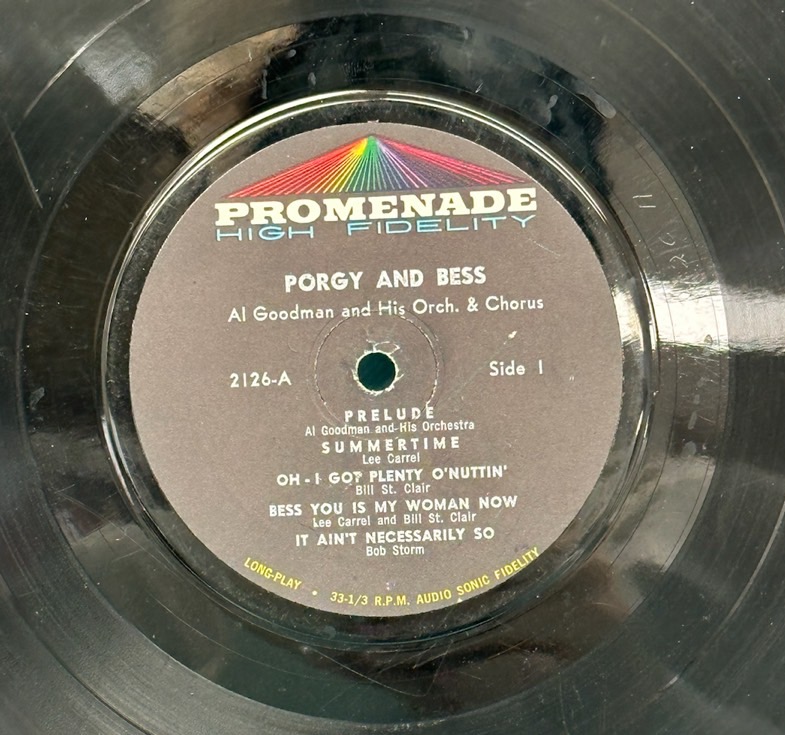 PROMENADE
HIGH FIDELITY
PORGY AND BESS
Al Goodman and His Orch. & Chorus
2126-A
Side 1
PRELUDE
Al Goodman and His Orchestra
SUMMERTIME
Lee Carrel
OH - I GOT PLENTY O'NUTTIN'
Bill St. Clair
BESS YOU IS MY WOMAN NOW
Lee Carrel and Bill St. Clair
IT AIN'T NECESSARILY SO
Bob Storm
LONG-PLAY • 33-1/3 R.P.M. AUDIO SONIC FIDELITY